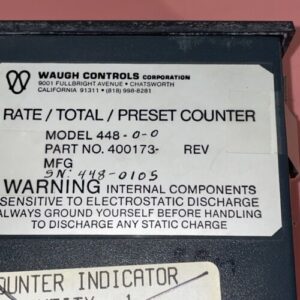 WAUGH CONTROLS CORPORATION
9001 FULLBRIGHT AVENUE • CHATSWORTH
CALIFORNIA 91311 • (818) 998-8281
RATE / TOTAL / PRESET COUNTER
MODEL 448-0-0
PART NO. 400173- REV
MFG
SN: 448-0105
WARNING INTERNAL COMPONENTS
SENSITIVE TO ELECTROSTATIC DISCHARGE
ALWAYS GROUND YOURSELF BEFORE HANDLING
TO DISCHARGE ANY STATIC CHARGE
COUNTER INDICATOR